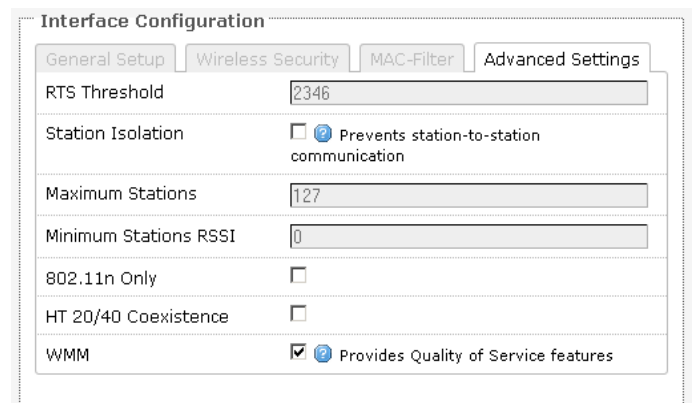 Interface Configuration
General Setup Wireless Security MAC-Filter Advanced Settings
RTS Threshold 2346
Station Isolation Prevents station-to-station
communication
Maximum Stations 127
Minimum Stations RSSI 0
802.11n Only
HT 20/40 Coexistence
WMM Provides Quality of Service features